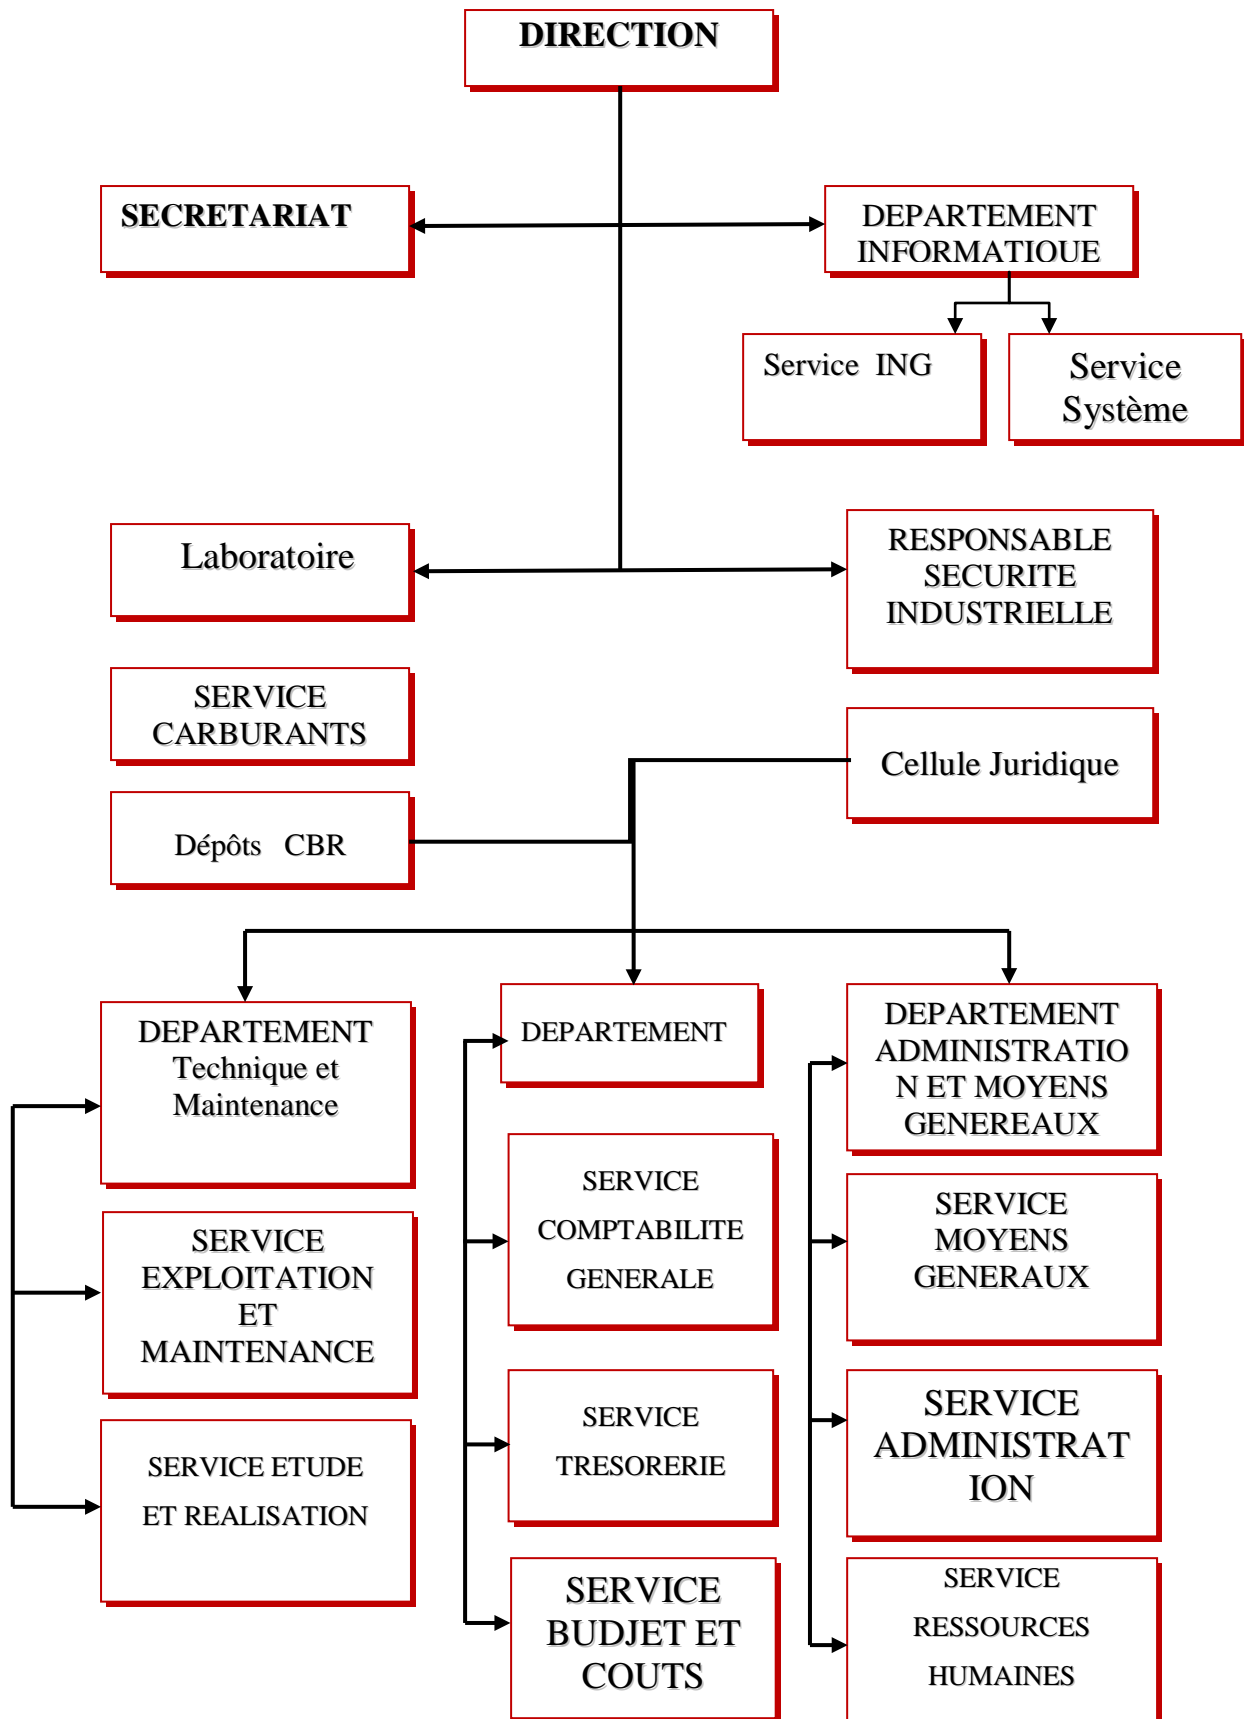 DIRECTION
SECRETARIAT
DEPARTEMENT
INFORMATIQUE
Service ING
Service
Système
Laboratoire
RESPONSABLE
SECURITE
INDUSTRIELLE
SERVICE
CARBURANTS
Cellule Juridique
Dépôts CBR
DEPARTEMENT
Technique et
Maintenance
DEPARTEMENT
DEPARTEMENT
ADMINISTRATIO
N ET MOYENS
GENEREAUX
SERVICE
EXPLOITATION
ET
MAINTENANCE
SERVICE
COMPTABILITE
GENERALE
SERVICE
MOYENS
GENERAUX
SERVICE ETUDE
ET REALISATION
SERVICE
TRESORERIE
SERVICE
ADMINISTRAT
ION
SERVICE
BUDJET ET
COUTS
SERVICE
RESSOURCES
HUMAINES